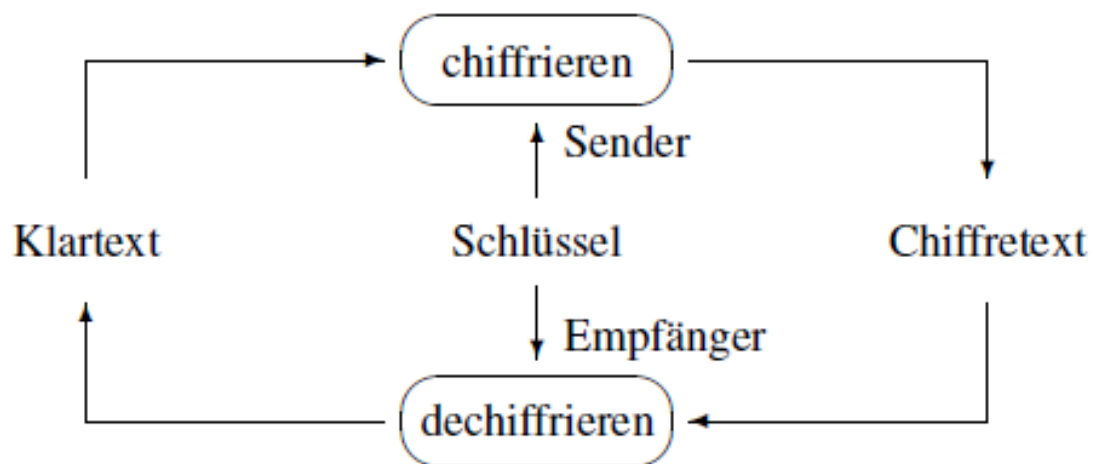 chiffrieren
Sender
Klartext Schlüssel Chiffretext
Empfänger
dechiffrieren